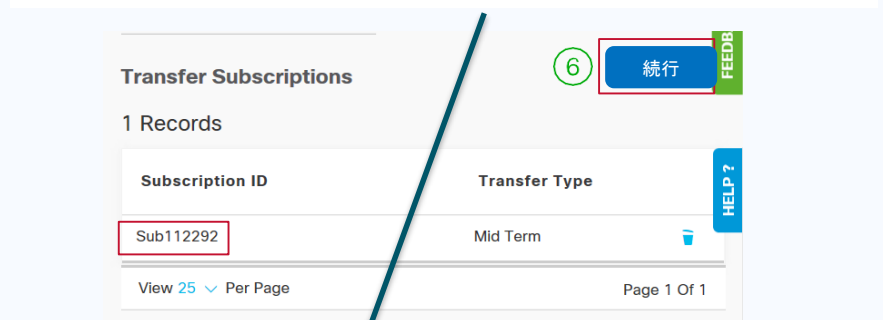 ⑥ 続行
FEEDB
Transfer Subscriptions
1 Records
Subscription ID Transfer Type
HELP ?
Sub112292 Mid Term
View 25 Per Page Page 1 Of 1